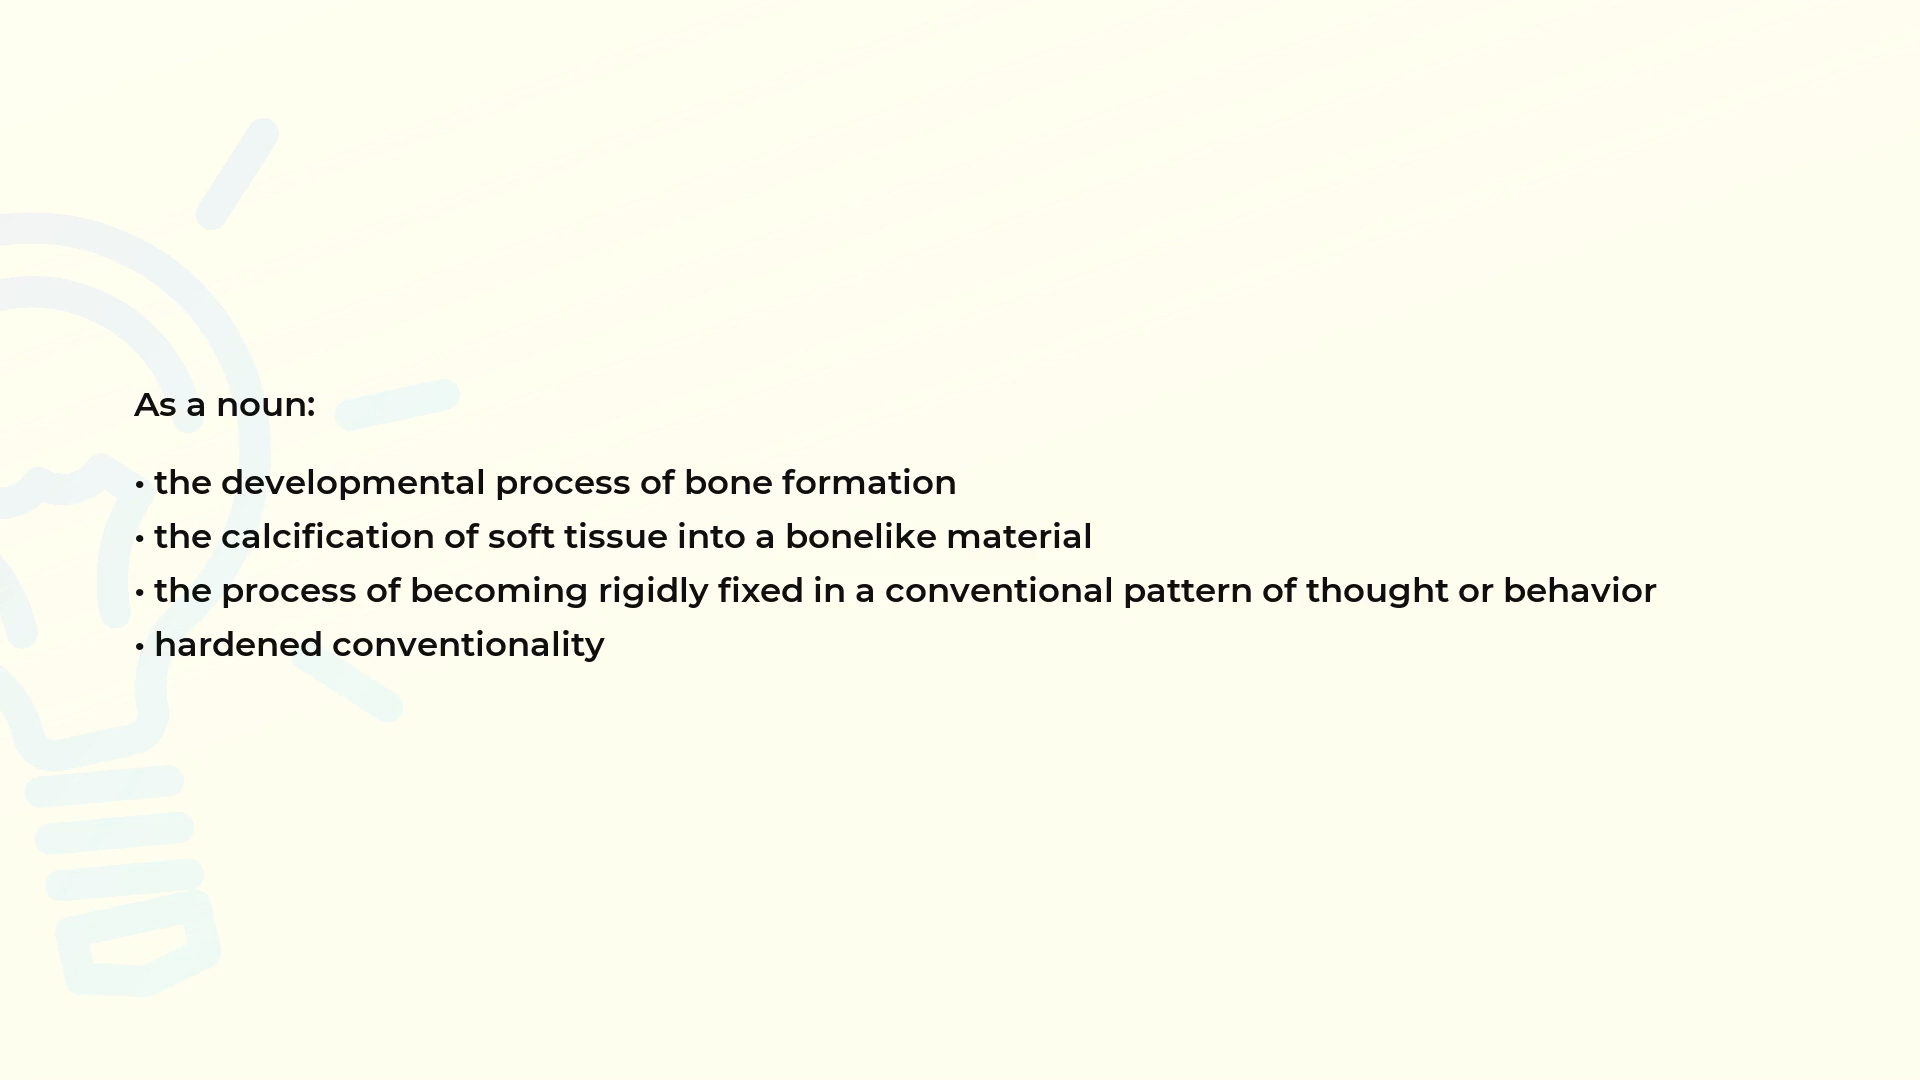 As a noun:
• the developmental process of bone formation
• the calcification of soft tissue into a bonelike material
• the process of becoming rigidly fixed in a conventional pattern of thought or behavior
• hardened conventionality